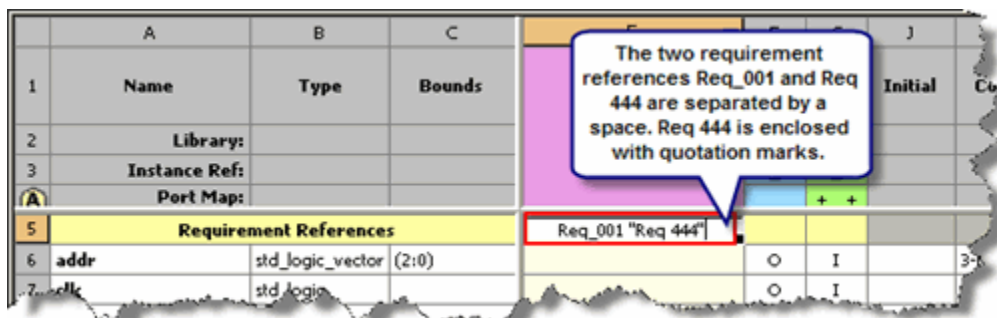 A B C J
The two requirement
references Req_001 and Req
444 are separated by a
space. Req 444 is enclosed
with quotation marks.
1 Name Type Bounds Initial
2 Library:
3 Instance Ref:
A Port Map: + +
5 Requirement References Req_001 "Req 444"
6 addr std_logic_vector (2:0) O I
7 clk std_logic O I